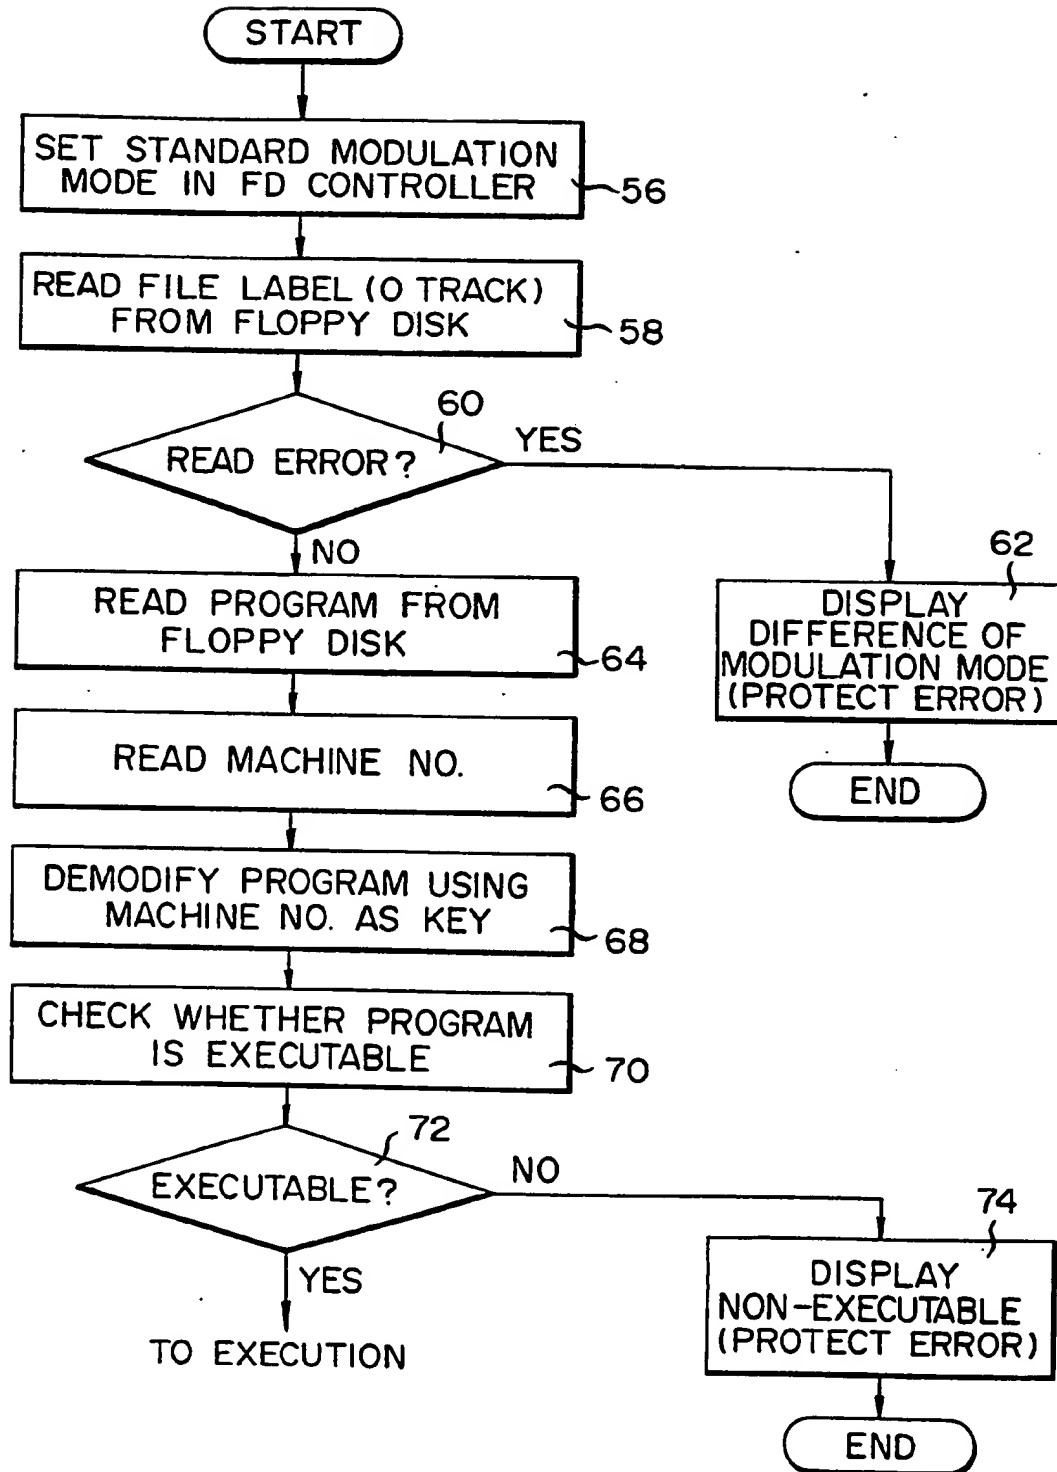 START
SET STANDARD MODULATION
MODE IN FD CONTROLLER
56
READ FILE LABEL (O TRACK)
FROM FLOPPY DISK
58
60
READ ERROR?
YES
NO
62
DISPLAY
DIFFERENCE OF
MODULATION MODE
(PROTECT ERROR)
END
READ PROGRAM FROM
FLOPPY DISK
64
READ MACHINE NO.
66
DEMODIFY PROGRAM USING
MACHINE NO. AS KEY
68
CHECK WHETHER PROGRAM
IS EXECUTABLE
70
72
EXECUTABLE?
NO
YES
TO EXECUTION
74
DISPLAY
NON-EXECUTABLE
(PROTECT ERROR)
END